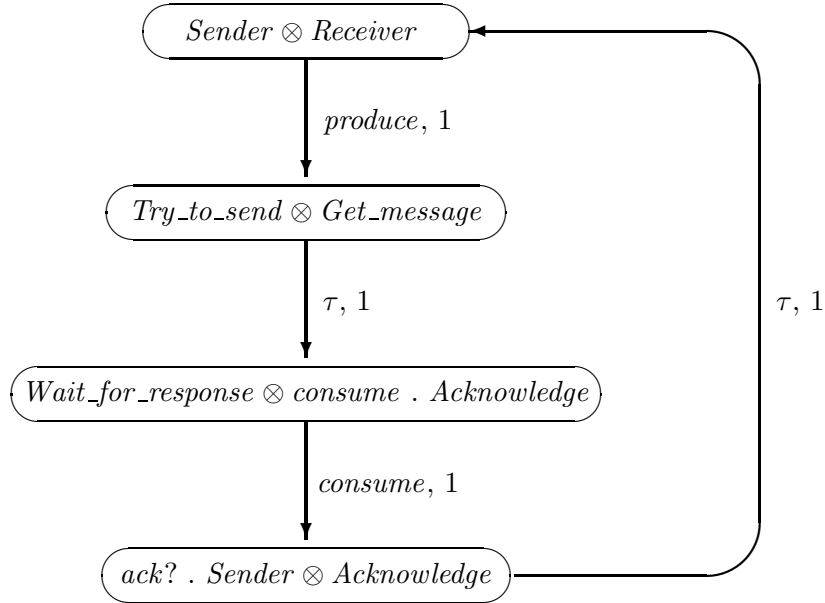 Sender ⊗ Receiver
produce, 1
Try_to_send ⊗ Get_message
τ, 1
τ, 1
Wait_for_response ⊗ consume . Acknowledge
consume, 1
ack? . Sender ⊗ Acknowledge